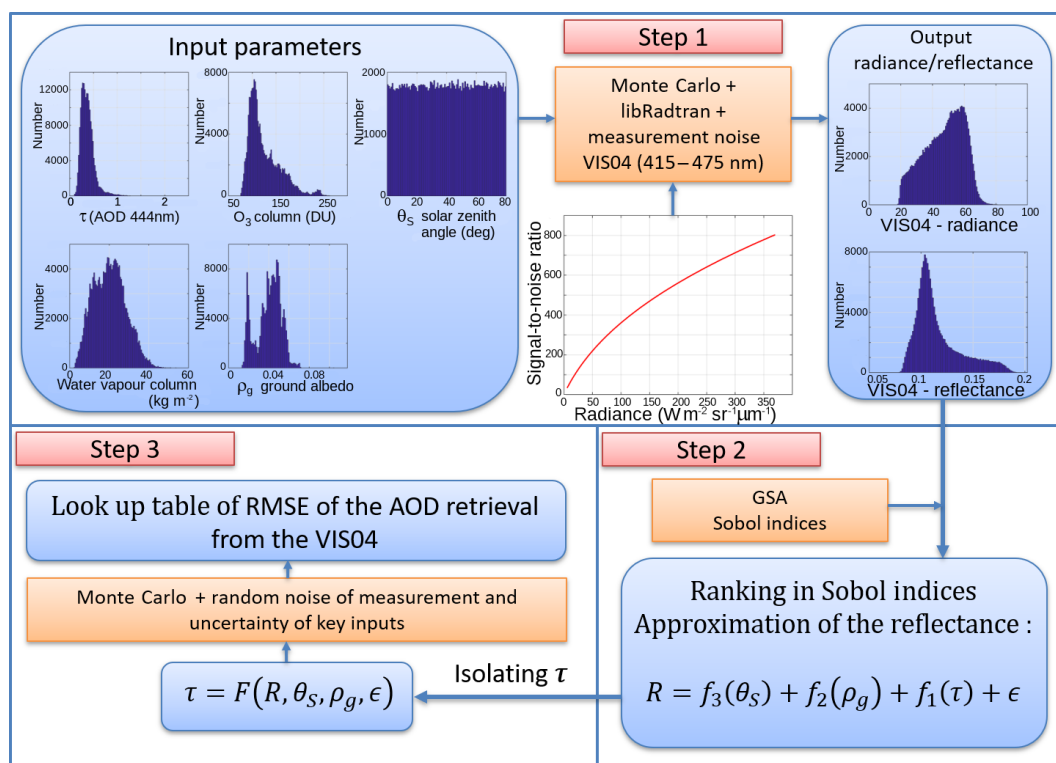 Input parameters
Number
12000
8000
4000
0
0
1
2
τ (AOD 444nm)
Number
8000
4000
0
50
150
250
O₃ column (DU)
2000
1000
0
0
20
40
60
80
θS solar zenith
angle (deg)
Number
4000
2000
0
0
20
40
60
Water vapour column
(kg m⁻²)
Number
8000
4000
0
0
0.04
0.08
ρg ground albedo
Step 1
Monte Carlo +
libRadtran +
measurement noise
VIS04 (415–475 nm)
Signal-to-noise ratio
800
600
400
200
0
0
50
100
150
200
250
300
350
Radiance (W m⁻² sr⁻¹μm⁻¹)
Output
radiance/reflectance
Number
4000
2000
0
0
20
40
60
80
100
VIS04 - radiance
Number
8000
4000
0
0.05
0.1
0.15
0.2
VIS04 - reflectance
Step 2
GSA
Sobol indices
Ranking in Sobol indices
Approximation of the reflectance :
R = f₃(θS) + f₂(ρg) + f₁(τ) + ϵ
Isolating τ
Step 3
Look up table of RMSE of the AOD retrieval
from the VIS04
Monte Carlo + random noise of measurement and
uncertainty of key inputs
τ = F(R, θS, ρg, ϵ)